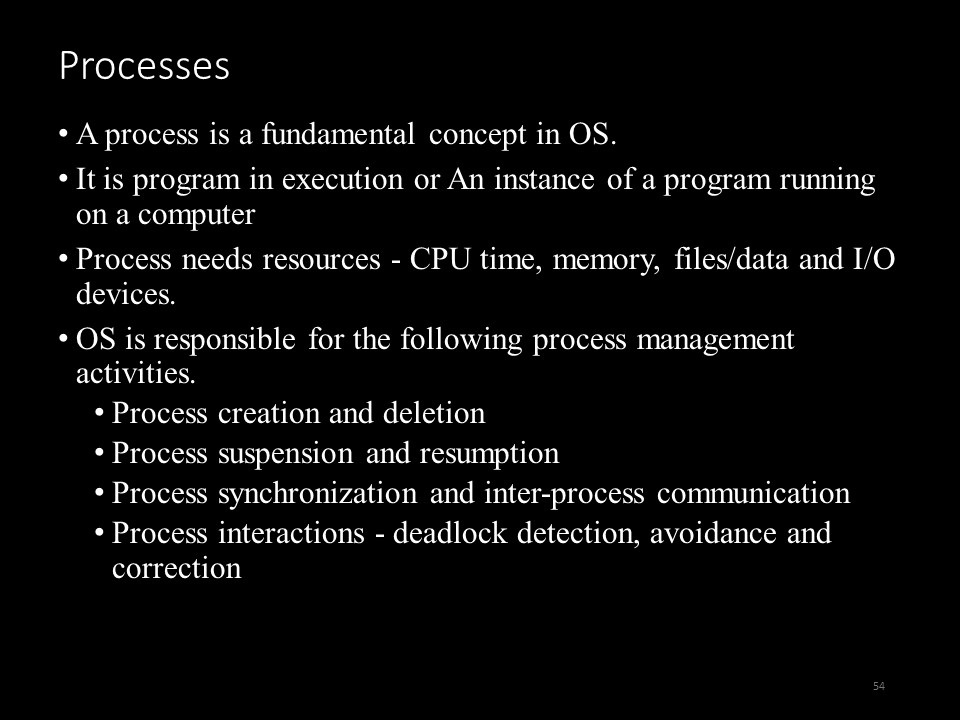 Processes
• A process is a fundamental concept in OS.
• It is program in execution or An instance of a program running
on a computer
• Process needs resources - CPU time, memory, files/data and I/O
devices.
• OS is responsible for the following process management
activities.
• Process creation and deletion
• Process suspension and resumption
• Process synchronization and inter-process communication
• Process interactions - deadlock detection, avoidance and
correction
54